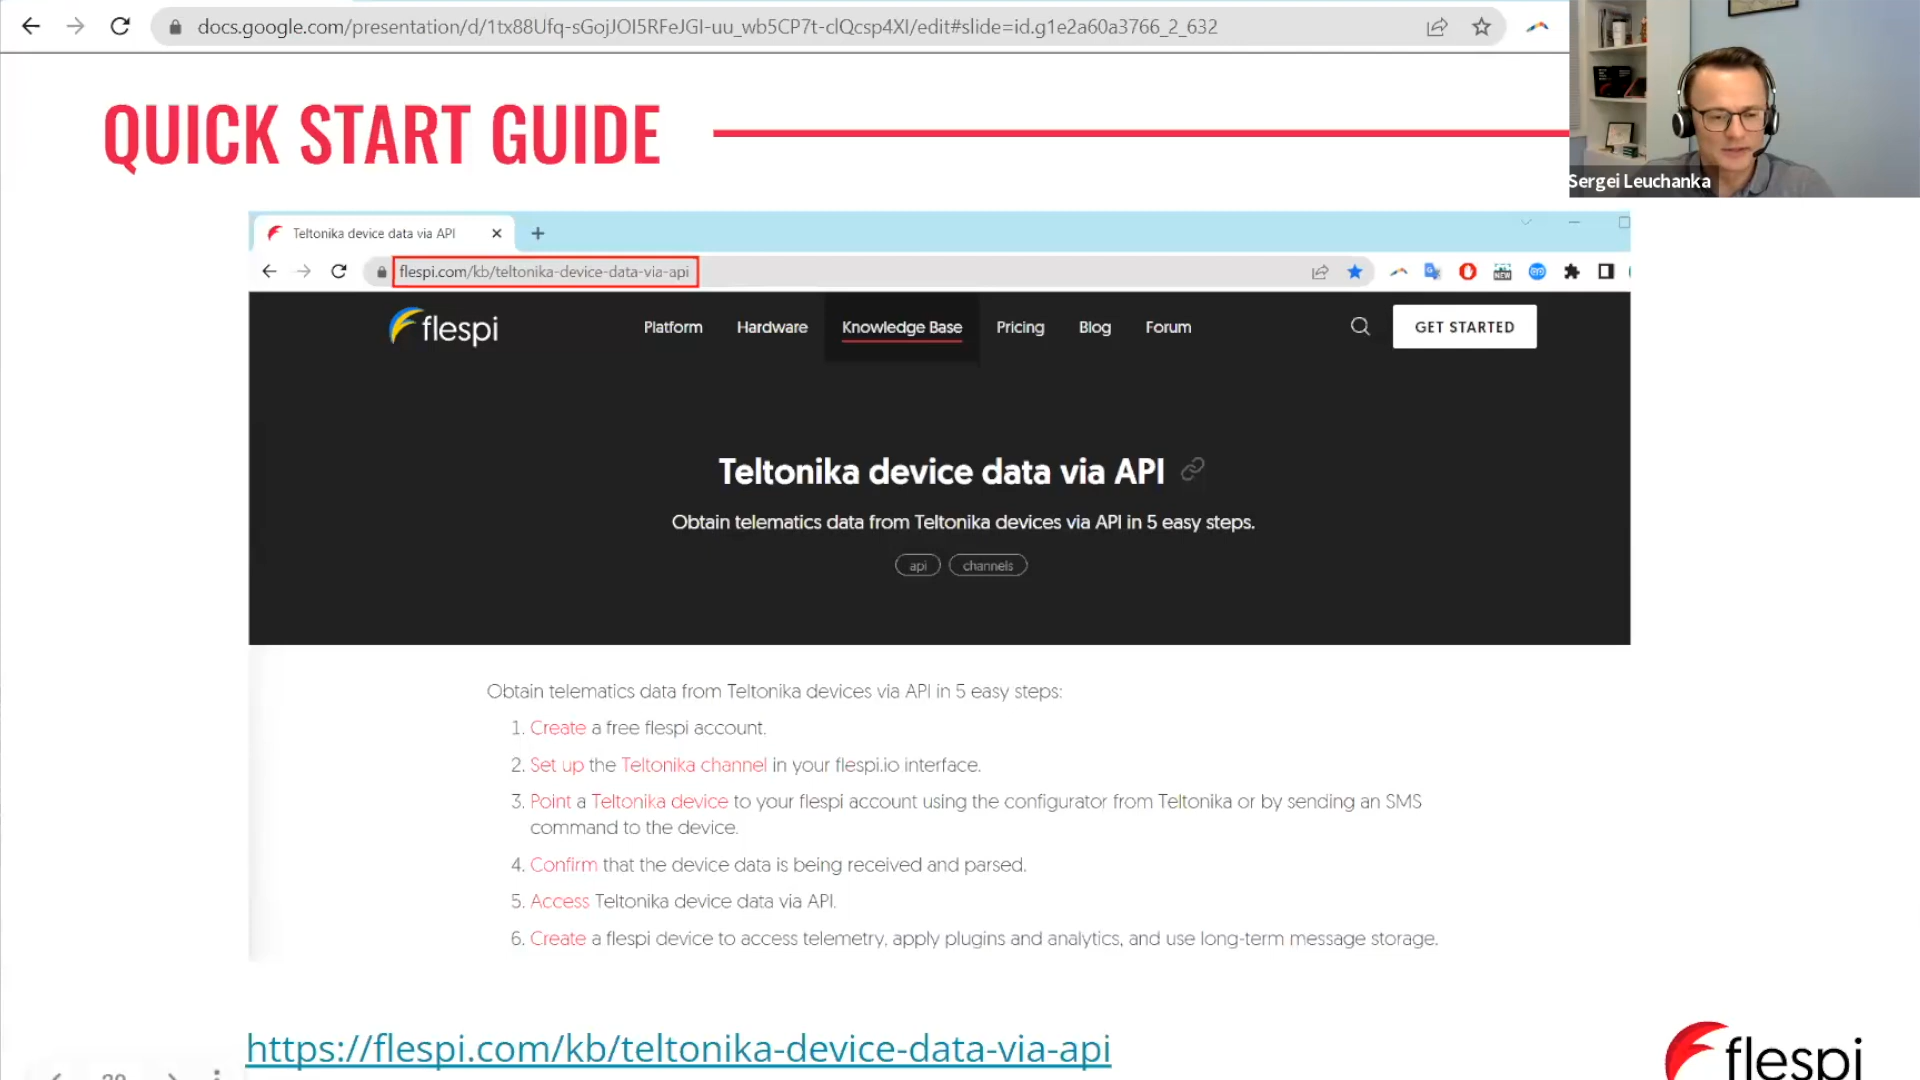 docs.google.com/presentation/d/1tx88Ufq-sGojJOI5RFeJGI-uu_wb5CP7t-clQcsp4XI/edit#slide=id.g1e2a60a3766_2_632
QUICK START GUIDE
Sergei Leuchanka
Teltonika device data via API
flespi.com/kb/teltonika-device-data-via-api
NEW
flespi
Platform Hardware Knowledge Base Pricing Blog Forum GET STARTED
Teltonika device data via API
Obtain telematics data from Teltonika devices via API in 5 easy steps.
api channels
Obtain telematics data from Teltonika devices via API in 5 easy steps:
1. Create a free flespi account.
2. Set up the Teltonika channel in your flespi.io interface.
3. Point a Teltonika device to your flespi account using the configurator from Teltonika or by sending an SMS
command to the device.
4. Confirm that the device data is being received and parsed.
5. Access Teltonika device data via API.
6. Create a flespi device to access telemetry, apply plugins and analytics, and use long-term message storage.
https://flespi.com/kb/teltonika-device-data-via-api
flespi